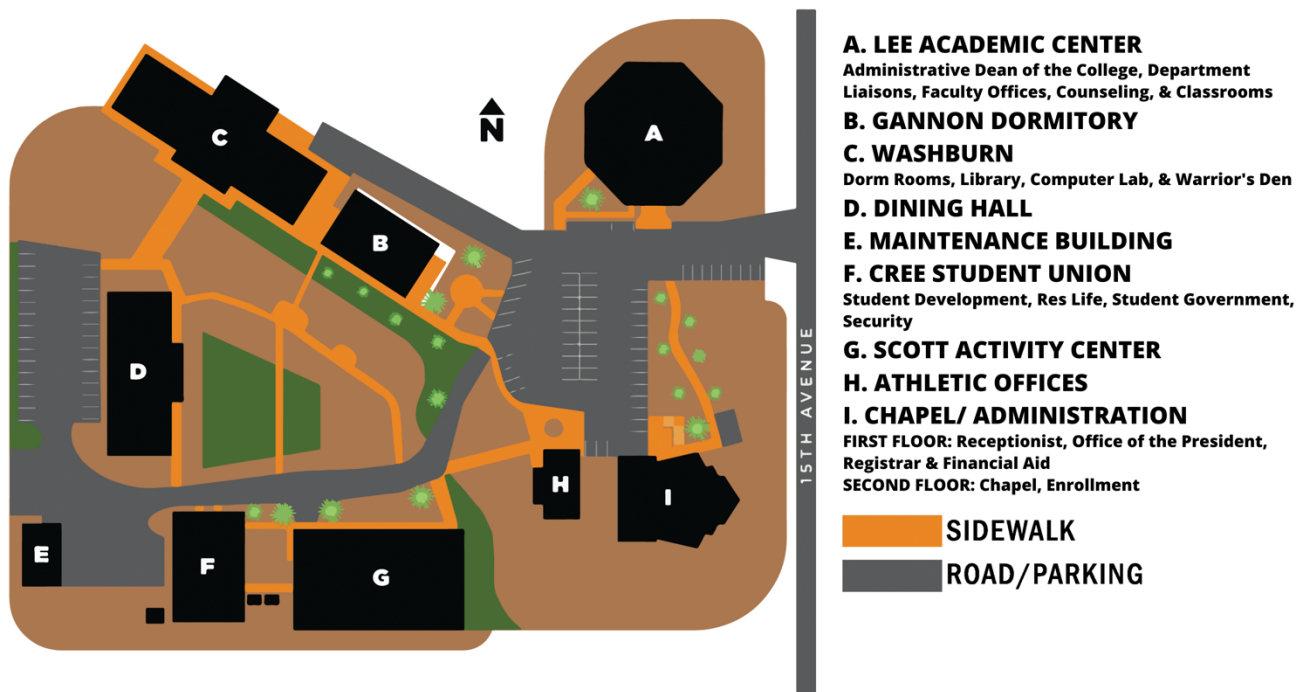 A
C
N
B
D
15TH AVENUE
H
I
E
F
G
A. LEE ACADEMIC CENTER
Administrative Dean of the College, Department
Liaisons, Faculty Offices, Counseling, & Classrooms
B. GANNON DORMITORY
C. WASHBURN
Dorm Rooms, Library, Computer Lab, & Warrior's Den
D. DINING HALL
E. MAINTENANCE BUILDING
F. CREE STUDENT UNION
Student Development, Res Life, Student Government,
Security
G. SCOTT ACTIVITY CENTER
H. ATHLETIC OFFICES
I. CHAPEL/ ADMINISTRATION
FIRST FLOOR: Receptionist, Office of the President,
Registrar & Financial Aid
SECOND FLOOR: Chapel, Enrollment
SIDEWALK
ROAD/PARKING